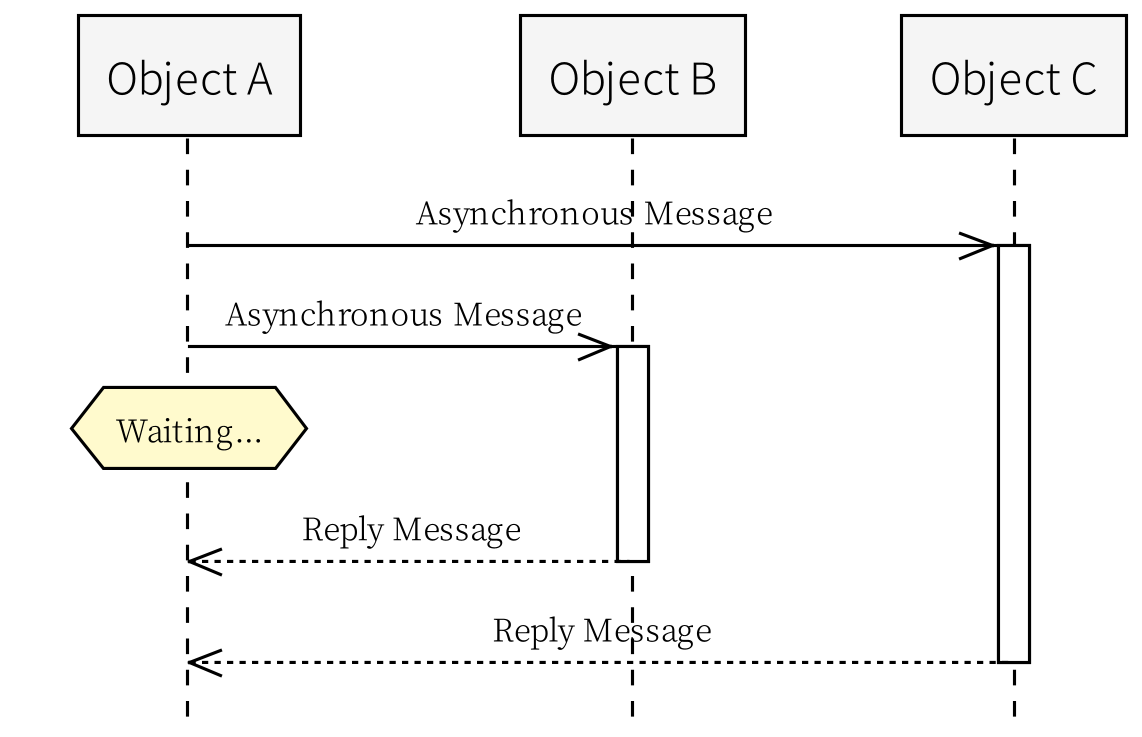 Object A
Object B
Object C
Asynchronous Message
Asynchronous Message
Waiting...
Reply Message
Reply Message